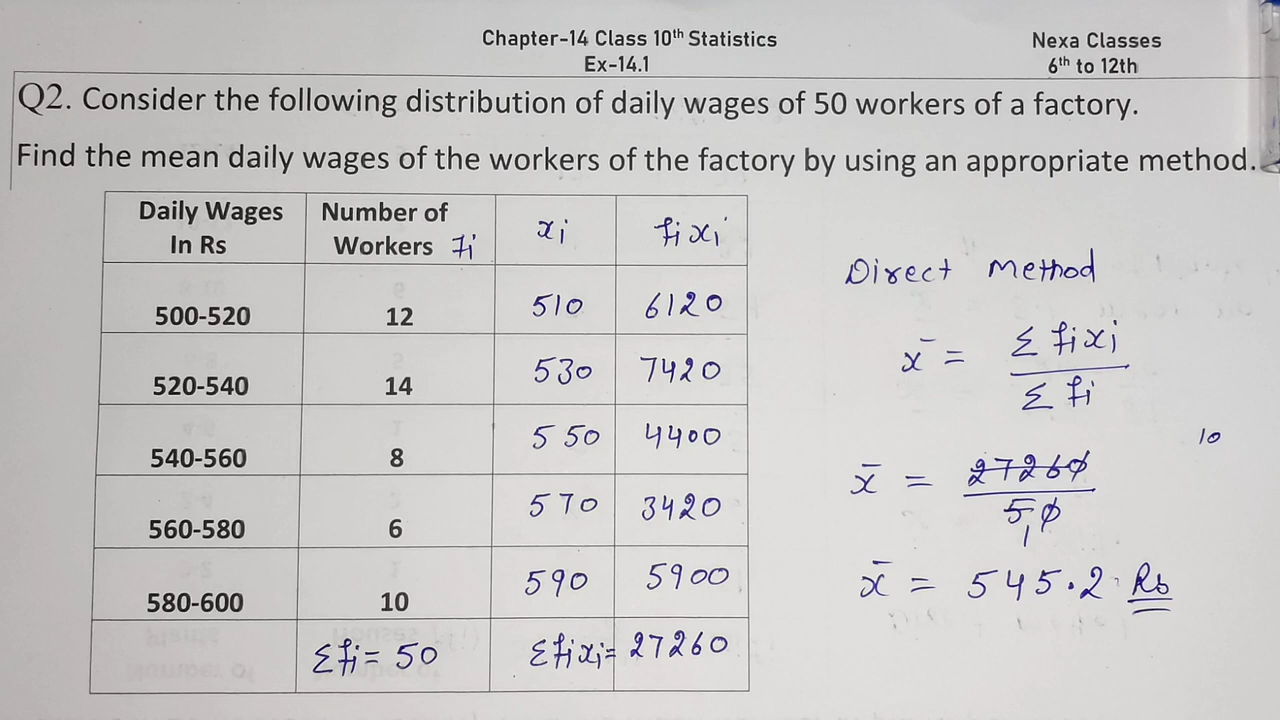 Chapter-14 Class 10th Statistics
Ex-14.1
Nexa Classes
6th to 12th
Q2. Consider the following distribution of daily wages of 50 workers of a factory.
Find the mean daily wages of the workers of the factory by using an appropriate method.
Daily Wages In Rs | Number of Workers fi | xi | fixi
500-520 | 12 | 510 | 6120
520-540 | 14 | 530 | 7420
540-560 | 8 | 550 | 4400
560-580 | 6 | 570 | 3420
580-600 | 10 | 590 | 5900
Σfi = 50 | Σfixi = 27260
Direct Method
x̄ = Σ fixi / Σ fi
10
x̄ = 27260 / 50
1
x̄ = 545.2 Rs